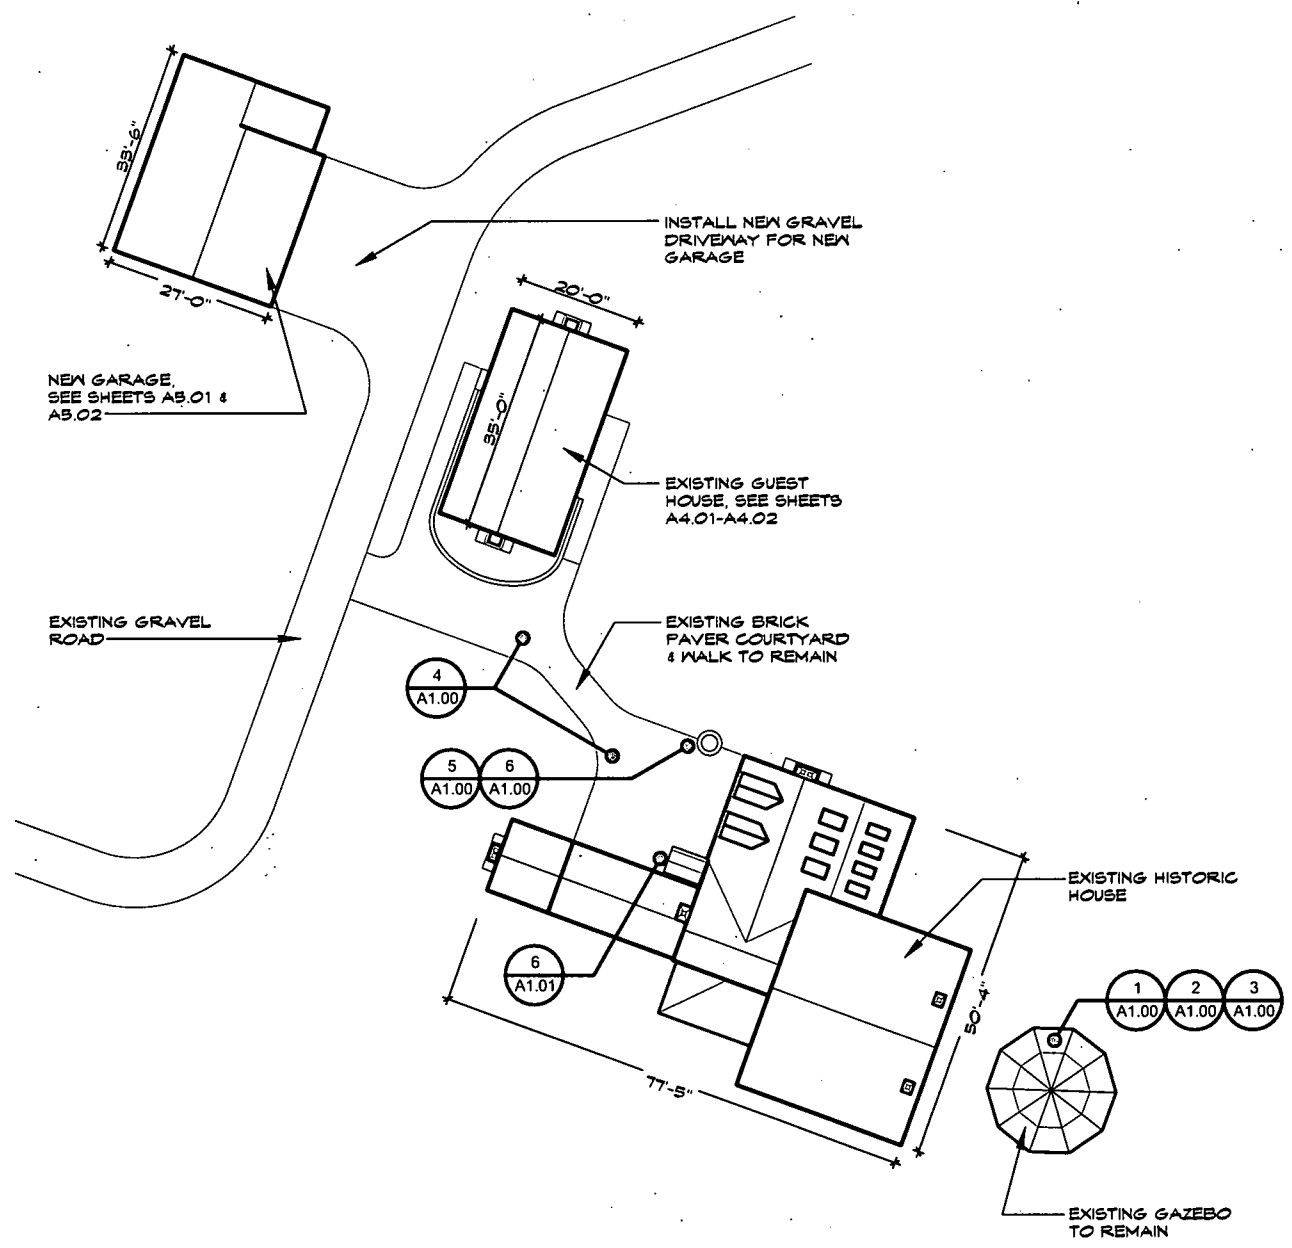 33'-6"
27'-0"
INSTALL NEW GRAVEL
DRIVEWAY FOR NEW
GARAGE
20'-0"
NEW GARAGE,
SEE SHEETS A5.01 &
A5.02
35'-0"
EXISTING GUEST
HOUSE, SEE SHEETS
A4.01-A4.02
EXISTING GRAVEL
ROAD
EXISTING BRICK
PAVER COURTYARD
& WALK TO REMAIN
4
A1.00
5
A1.00
6
A1.00
EXISTING HISTORIC
HOUSE
6
A1.01
50'-4"
1
A1.00
2
A1.00
3
A1.00
77'-5"
EXISTING GAZEBO
TO REMAIN